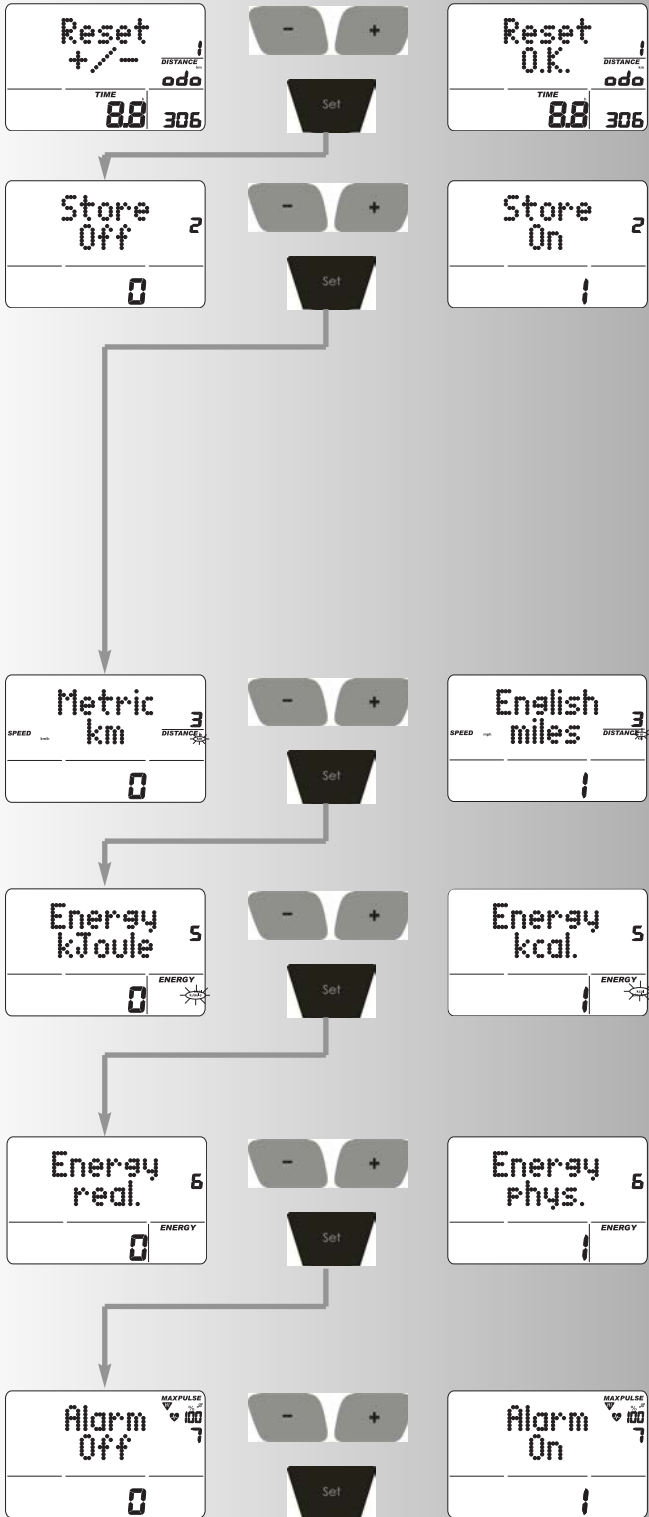 Reset
+/-
1
DISTANCE
odo
TIME
8.8
306
- +
Set
Reset
O.K.
1
DISTANCE
odo
TIME
8.8
306
Store
Off
2
0
- +
Set
Store
On
2
1
Metric
km
3
SPEED
km/h
DISTANCE
0
- +
Set
English
miles
3
SPEED
mph
DISTANCE
1
Energy
kJoule
5
ENERGY
0
- +
Set
Energy
kcal.
5
ENERGY
1
Energy
real.
6
ENERGY
0
- +
Set
Energy
phys.
6
ENERGY
1
MAXPULSE
%
100
Alarm
Off
7
0
- +
Set
MAXPULSE
%
100
Alarm
On
7
1